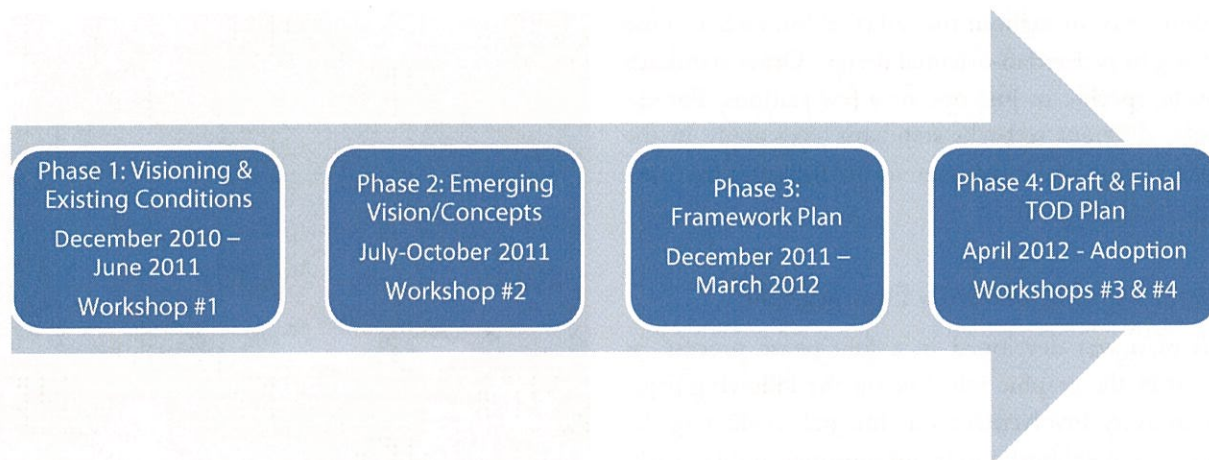 Phase 1: Visioning &
Existing Conditions
December 2010 –
June 2011
Workshop #1
Phase 2: Emerging
Vision/Concepts
July-October 2011
Workshop #2
Phase 3:
Framework Plan
December 2011 –
March 2012
Phase 4: Draft & Final
TOD Plan
April 2012 - Adoption
Workshops #3 & #4